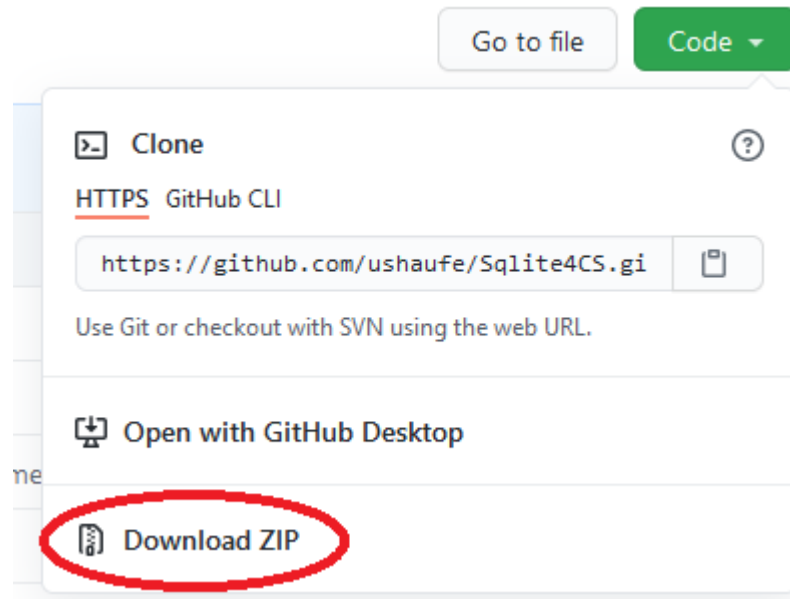 Go to file
Code
Clone
HTTPS GitHub CLI
https://github.com/ushaufe/Sqlite4CS.gi
Use Git or checkout with SVN using the web URL.
Open with GitHub Desktop
me
Download ZIP